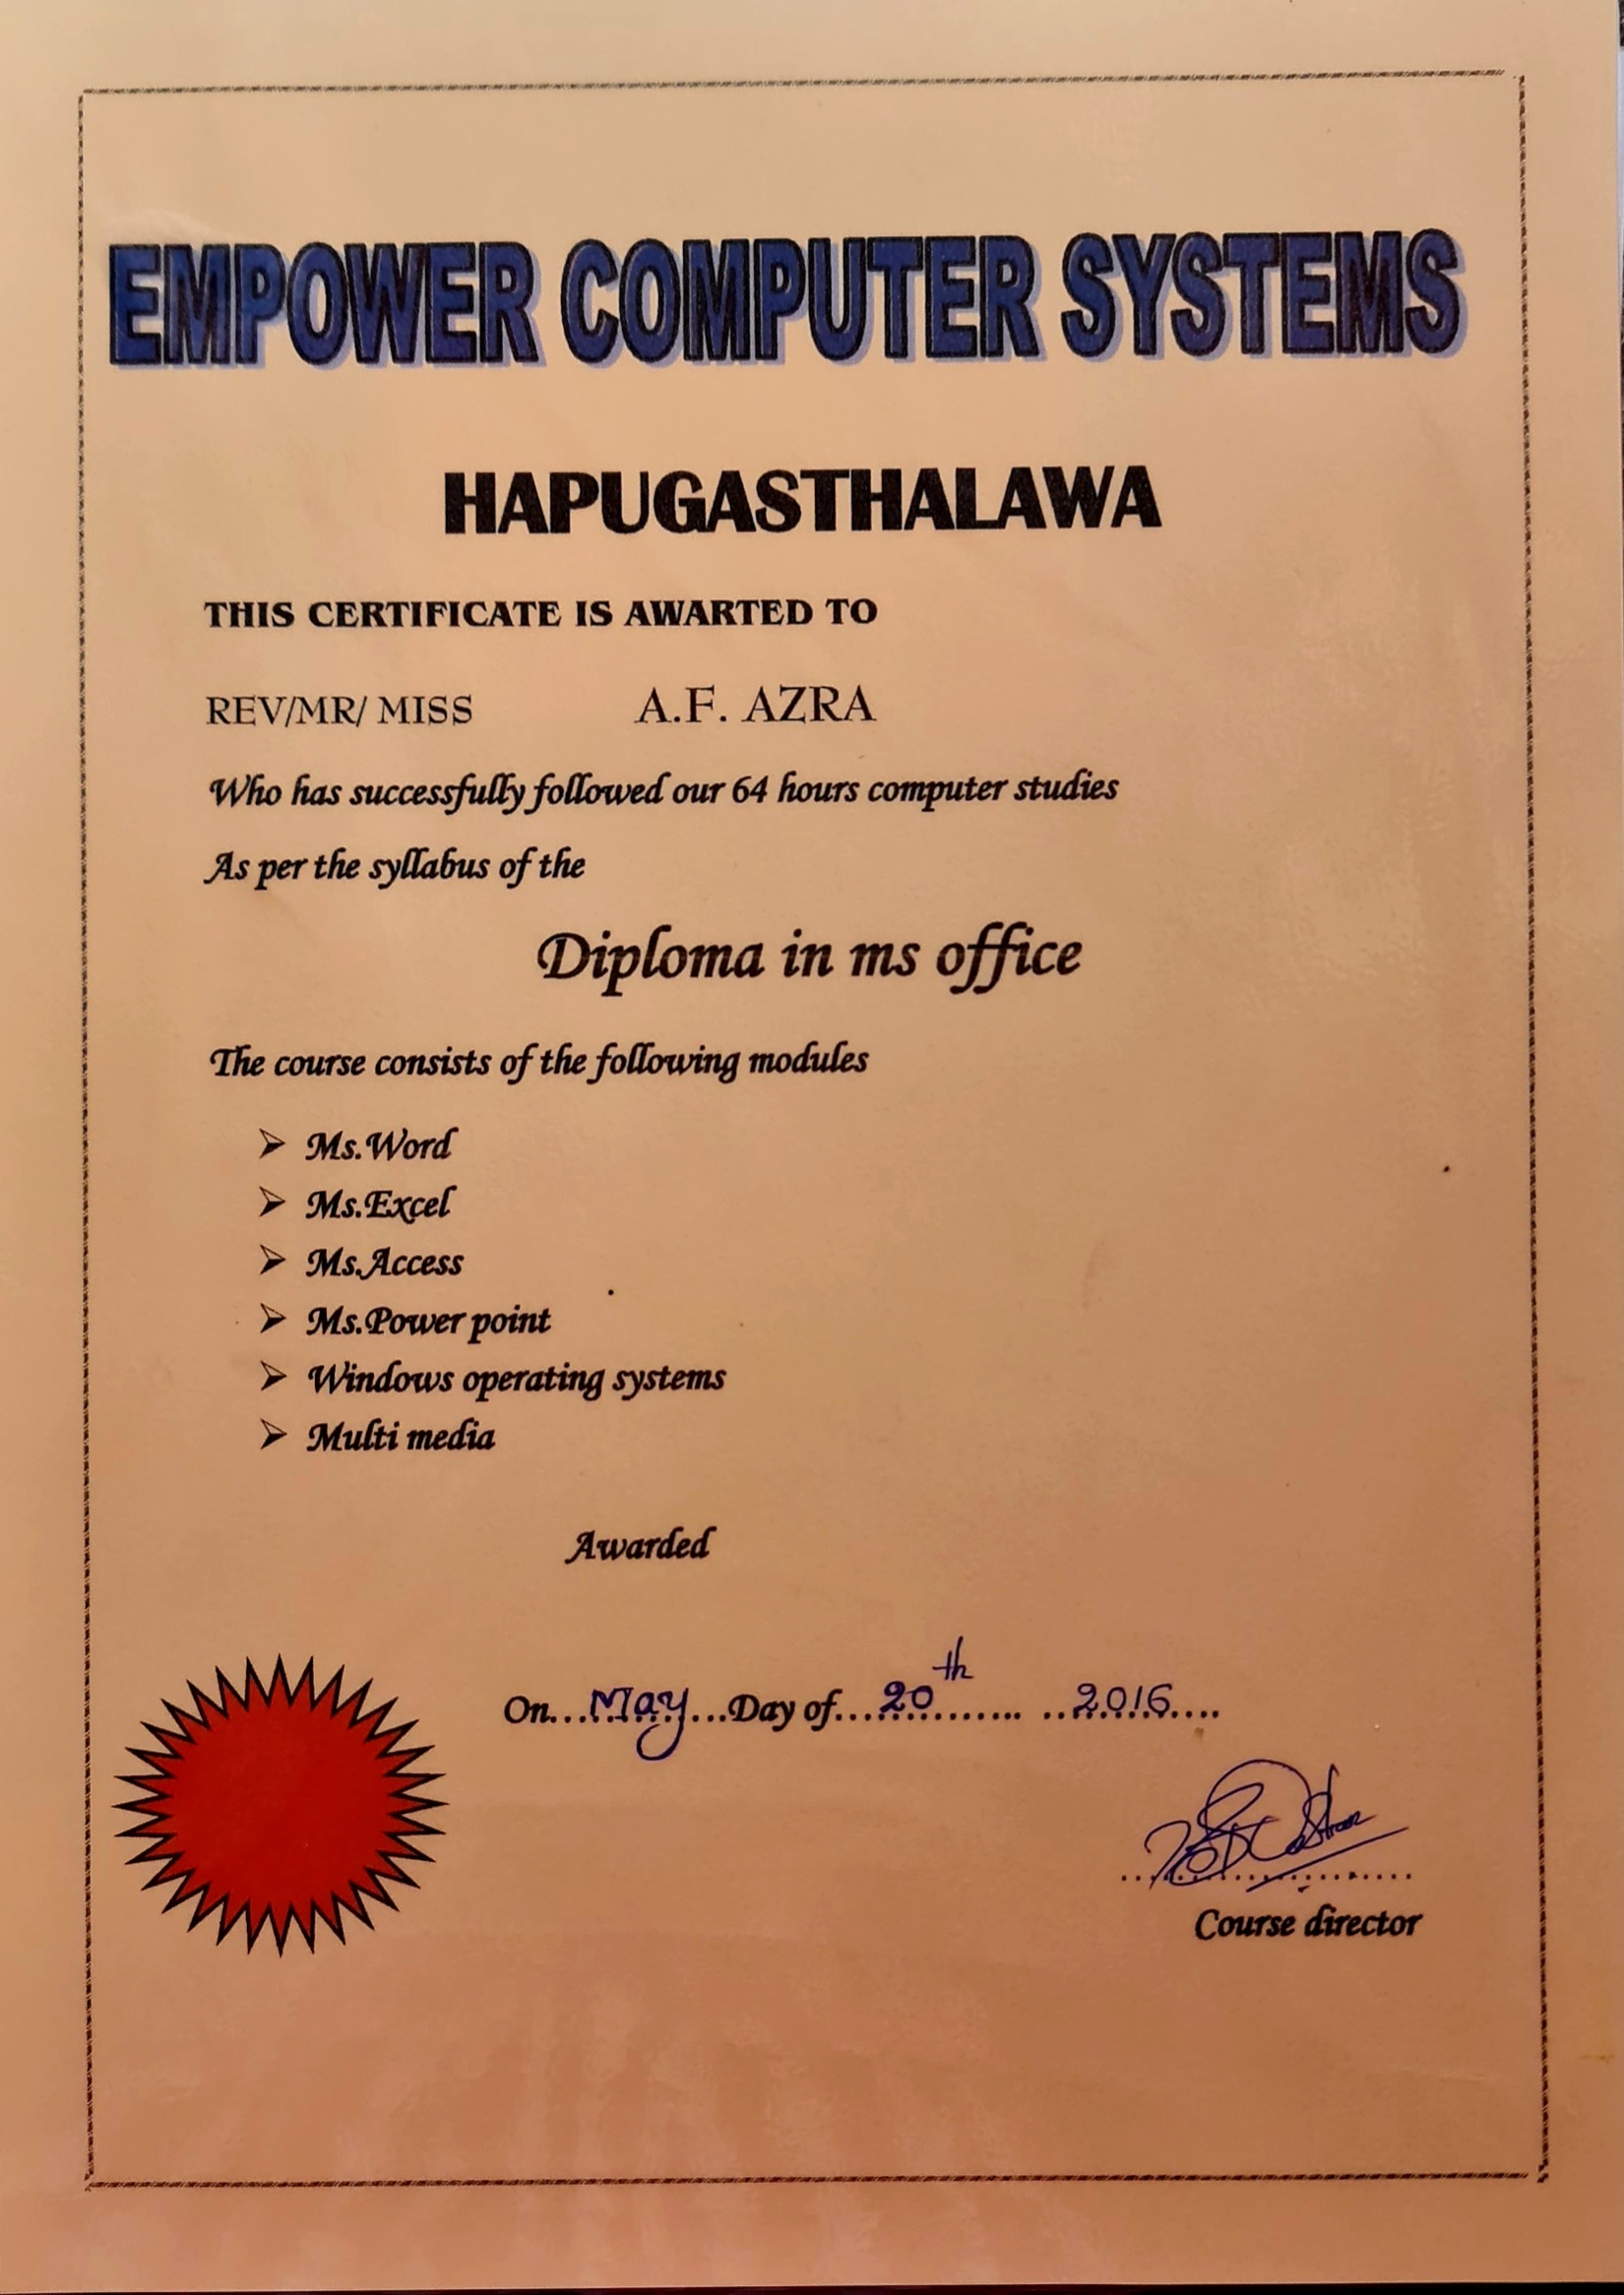 EMPOWER COMPUTER SYSTEMS
HAPUGASTHALAWA
THIS CERTIFICATE IS AWARTED TO
REV/MR/ MISS A.F. AZRA
Who has successfully followed our 64 hours computer studies
As per the syllabus of the
Diploma in ms office
The course consists of the following modules
➢ Ms.Word
➢ Ms.Excel
➢ Ms.Access
➢ Ms.Power point
➢ Windows operating systems
➢ Multi media
Awarded
On...May...Day of...20th... ...2016....
Course director